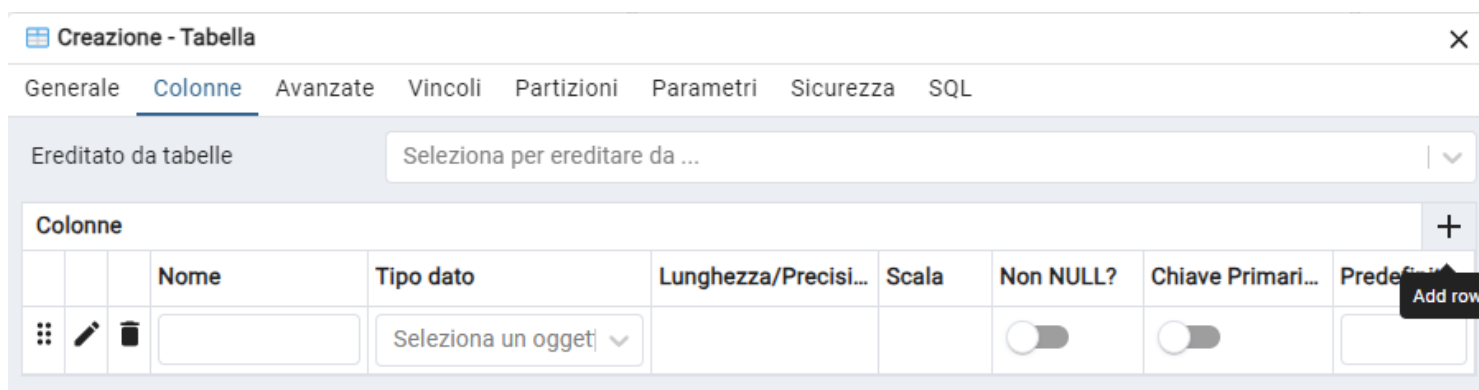 Creazione - Tabella
Generale Colonne Avanzate Vincoli Partizioni Parametri Sicurezza SQL
Ereditato da tabelle Seleziona per ereditare da ...
Colonne
Nome Tipo dato Lunghezza/Precisi... Scala Non NULL? Chiave Primari... Predefinit
Add row
Seleziona un ogget